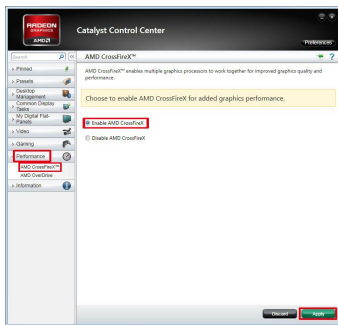 RADEON
GRAPHICS
AMD
Catalyst Control Center
Preferences
Search
AMD CrossFireX™
Pinned
Presets
Desktop
Management
Common Display
Tasks
My Digital Flat-
Panels
Video
Gaming
Performance
AMD CrossFireX™
AMD OverDrive
Information
AMD CrossFireX™ enables multiple graphics processors to work together for improved graphics quality and
performance.
Choose to enable AMD CrossFireX for added graphics performance.
Enable AMD CrossFireX
Disable AMD CrossFireX
Discard
Apply